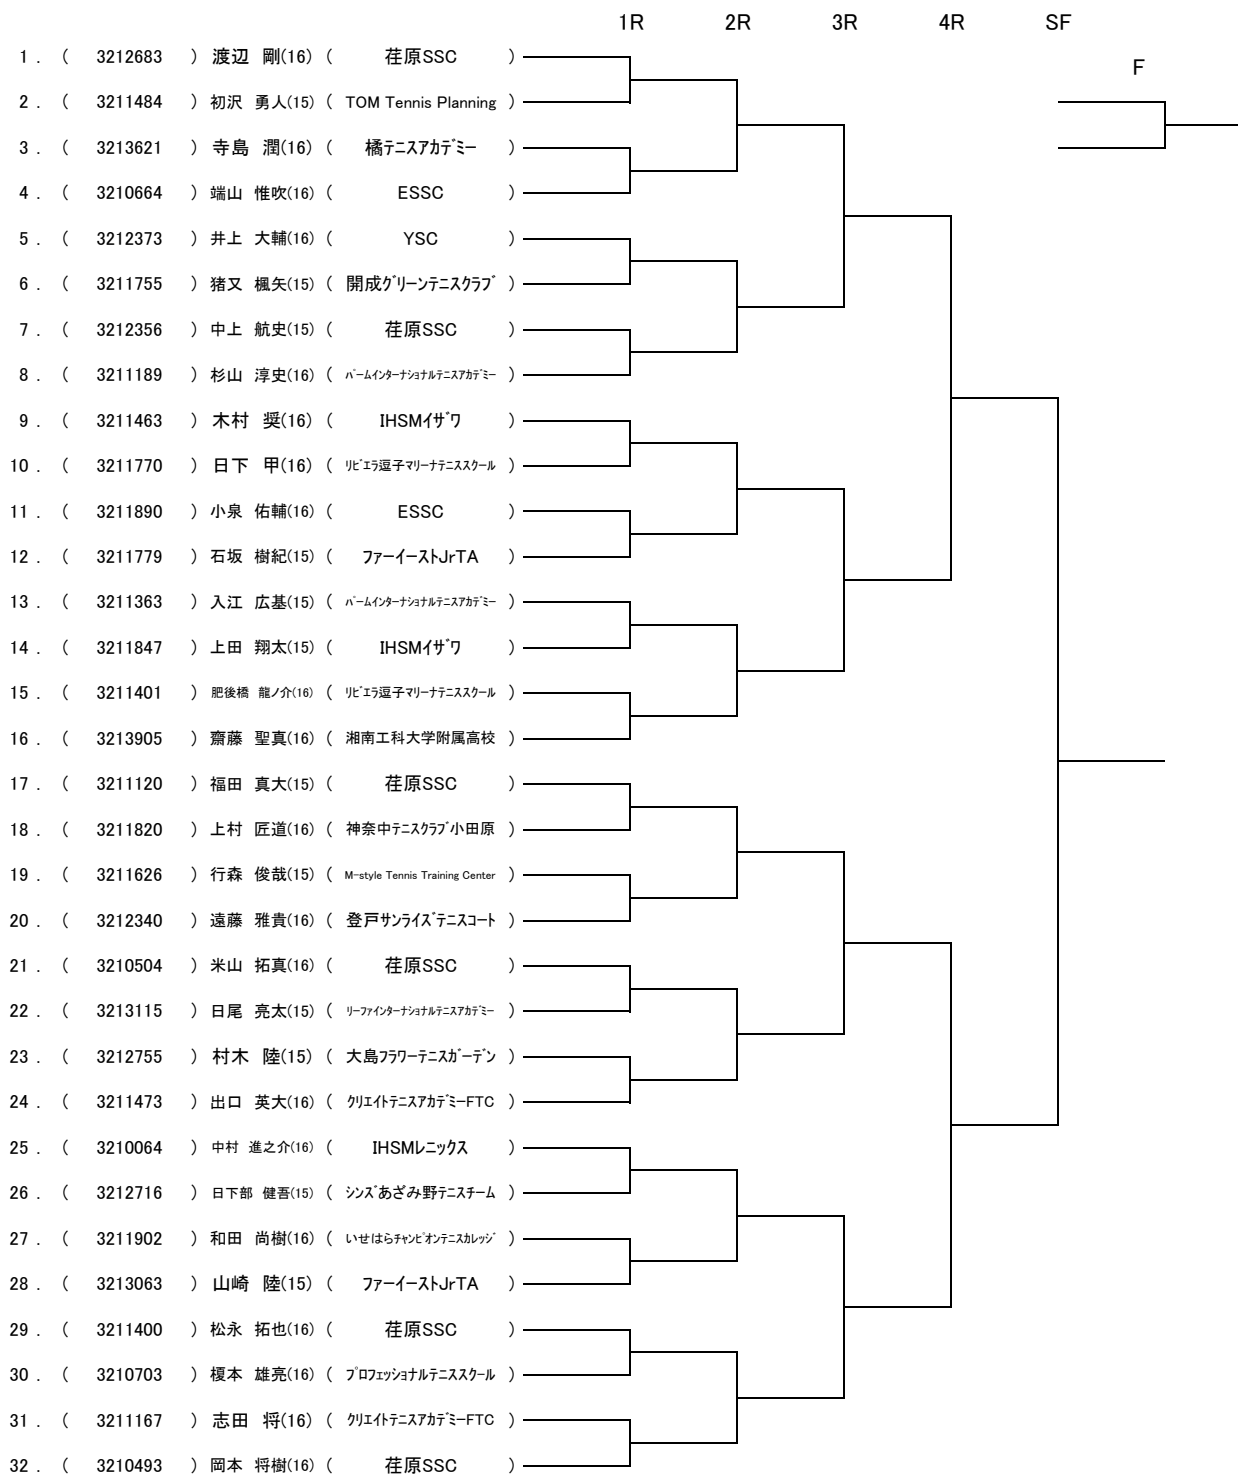 1R 2R 3R 4R SF
F
1 . ( 3212683 ) 渡辺 剛(16) ( 荏原SSC )
2 . ( 3211484 ) 初沢 勇人(15) ( TOM Tennis Planning )
3 . ( 3213621 ) 寺島 潤(16) ( 橘テニスアカデミー )
4 . ( 3210664 ) 端山 惟吹(16) ( ESSC )
5 . ( 3212373 ) 井上 大輔(16) ( YSC )
6 . ( 3211755 ) 猪又 楓矢(15) ( 開成グリーンテニスクラブ )
7 . ( 3212356 ) 中上 航史(15) ( 荏原SSC )
8 . ( 3211189 ) 杉山 淳史(16) ( パームインターナショナルテニスアカデミー )
9 . ( 3211463 ) 木村 奨(16) ( IHSMイザワ )
10 . ( 3211770 ) 日下 甲(16) ( リビエラ逗子マリーナテニススクール )
11 . ( 3211890 ) 小泉 佑輔(16) ( ESSC )
12 . ( 3211779 ) 石坂 樹紀(15) ( ファーイーストJrTA )
13 . ( 3211363 ) 入江 広基(15) ( パームインターナショナルテニスアカデミー )
14 . ( 3211847 ) 上田 翔太(15) ( IHSMイザワ )
15 . ( 3211401 ) 肥後橋 龍ノ介(16) ( リビエラ逗子マリーナテニススクール )
16 . ( 3213905 ) 齋藤 聖真(16) ( 湘南工科大学附属高校 )
17 . ( 3211120 ) 福田 真大(15) ( 荏原SSC )
18 . ( 3211820 ) 上村 匠道(16) ( 神奈中テニスクラブ小田原 )
19 . ( 3211626 ) 行森 俊哉(15) ( M-style Tennis Training Center )
20 . ( 3212340 ) 遠藤 雅貴(16) ( 登戸サンライズテニスコート )
21 . ( 3210504 ) 米山 拓真(16) ( 荏原SSC )
22 . ( 3213115 ) 日尾 亮太(15) ( リーファインターナショナルテニスアカデミー )
23 . ( 3212755 ) 村木 陸(15) ( 大島フラワーテニスガーデン )
24 . ( 3211473 ) 出口 英大(16) ( クリエイトテニスアカデミーFTC )
25 . ( 3210064 ) 中村 進之介(16) ( IHSMレニックス )
26 . ( 3212716 ) 日下部 健吾(15) ( シンズあざみ野テニスチーム )
27 . ( 3211902 ) 和田 尚樹(16) ( いせはらチャンピオンテニスカレッジ )
28 . ( 3213063 ) 山崎 陸(15) ( ファーイーストJrTA )
29 . ( 3211400 ) 松永 拓也(16) ( 荏原SSC )
30 . ( 3210703 ) 榎本 雄亮(16) ( プロフェッショナルテニススクール )
31 . ( 3211167 ) 志田 将(16) ( クリエイトテニスアカデミーFTC )
32 . ( 3210493 ) 岡本 将樹(16) ( 荏原SSC )